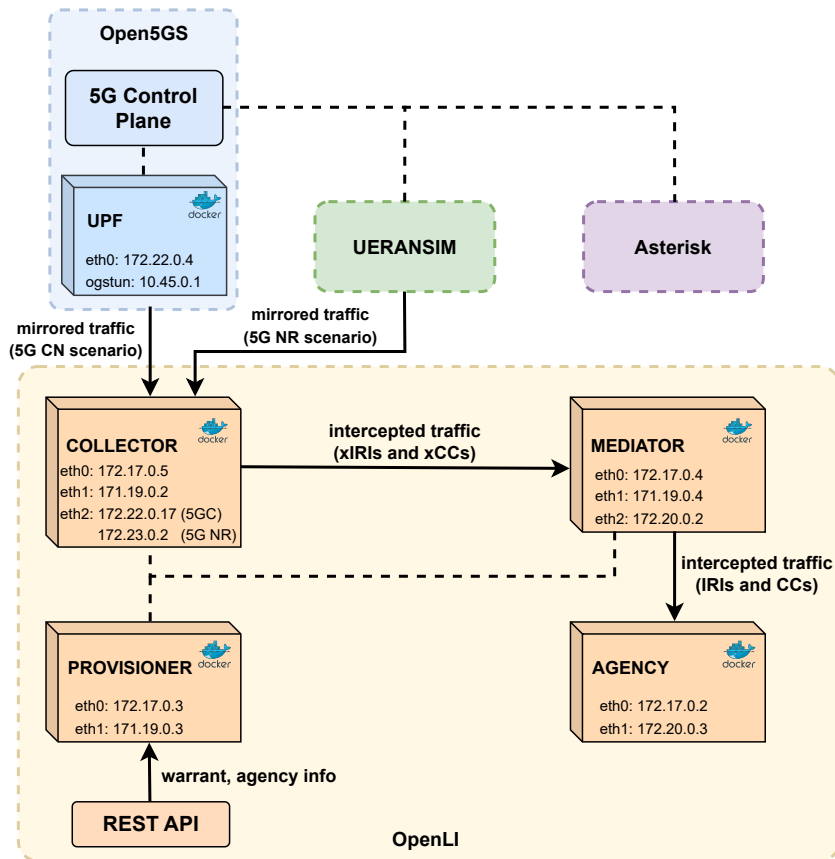 Open5GS
5G Control
Plane
docker
UPF
eth0: 172.22.0.4
ogstun: 10.45.0.1
UERANSIM
Asterisk
mirrored traffic
(5G CN scenario)
mirrored traffic
(5G NR scenario)
docker
COLLECTOR
eth0: 172.17.0.5
eth1: 171.19.0.2
eth2: 172.22.0.17 (5GC)
172.23.0.2 (5G NR)
intercepted traffic
(xIRIs and xCCs)
docker
MEDIATOR
eth0: 172.17.0.4
eth1: 171.19.0.4
eth2: 172.20.0.2
intercepted traffic
(IRIs and CCs)
docker
PROVISIONER
eth0: 172.17.0.3
eth1: 171.19.0.3
docker
AGENCY
eth0: 172.17.0.2
eth1: 172.20.0.3
warrant, agency info
REST API
OpenLI